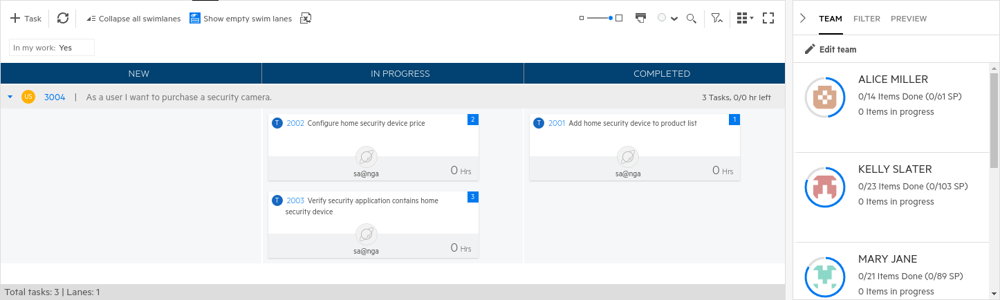 Task
Collapse all swimlanes
Show empty swim lanes
In my work: Yes
NEW
IN PROGRESS
COMPLETED
US 3004 | As a user I want to purchase a security camera.
3 Tasks, 0/0 hr left
T 2002 Configure home security device price
2
sa@nga
0 Hrs
T 2003 Verify security application contains home
security device
3
sa@nga
0 Hrs
T 2001 Add home security device to product list
1
sa@nga
0 Hrs
Total tasks: 3 | Lanes: 1
TEAM FILTER PREVIEW
Edit team
ALICE MILLER
0/14 Items Done (0/61 SP)
0 Items in progress
KELLY SLATER
0/23 Items Done (0/103 SP)
0 Items in progress
MARY JANE
0/21 Items Done (0/89 SP)
0 Items in progress